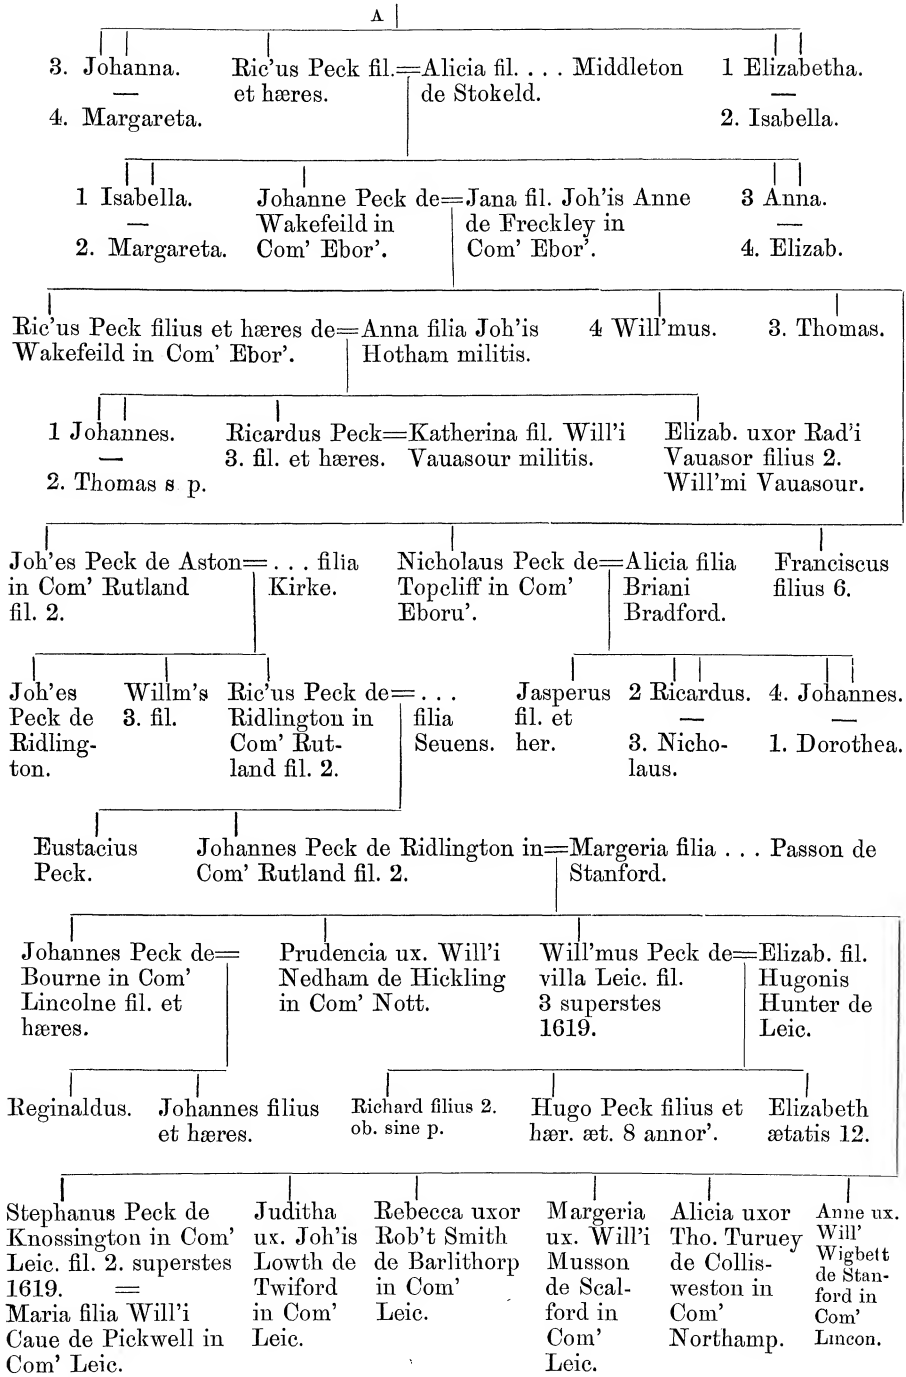 A
3. Johanna. Ric'us Peck fil.=Alicia fil. . . . Middleton 1 Elizabetha.
— et hæres. de Stokeld. —
4. Margareta. 2. Isabella.
1 Isabella. Johanne Peck de=Jana fil. Joh'is Anne 3 Anna.
— Wakefeild in de Freckley in —
2. Margareta. Com' Ebor'. Com' Ebor'. 4. Elizab.
Ric'us Peck filius et hæres de=Anna filia Joh'is 4 Will'mus. 3. Thomas.
Wakefeild in Com' Ebor'. Hotham militis.
1 Johannes. Ricardus Peck=Katherina fil. Will'i Elizab. uxor Rad'i
— 3. fil. et hæres. Vauasour militis. Vauasor filius 2.
2. Thomas s p. Will'mi Vauasour.
Joh'es Peck de Aston=. . . filia Nicholaus Peck de=Alicia filia Franciscus
in Com' Rutland Kirke. Topcliff in Com' Briani filius 6.
fil. 2. Eboru'. Bradford.
Joh'es Willm's Ric'us Peck de=. . . Jasperus 2 Ricardus. 4. Johannes.
Peck de 3. fil. Ridlington in filia fil. et — —
Ridling- Com' Rut- Seuens. her. 3. Nicho- 1. Dorothea.
ton. land fil. 2. laus.
Eustacius Johannes Peck de Ridlington in=Margeria filia . . . Passon de
Peck. Com' Rutland fil. 2. Stanford.
Johannes Peck de= Prudencia ux. Will'i Will'mus Peck de=Elizab. fil.
Bourne in Com' Nedham de Hickling villa Leic. fil. Hugonis
Lincolne fil. et in Com' Nott. 3 superstes Hunter de
hæres. 1619. Leic.
Reginaldus. Johannes filius Richard filius 2. Hugo Peck filius et Elizabeth
et hæres. ob. sine p. hær. æt. 8 annor'. ætatis 12.
Stephanus Peck de Juditha Rebecca uxor Margeria Alicia uxor Anne ux.
Knossington in Com' ux. Joh'is Rob't Smith ux. Will'i Tho. Turuey Will'
Leic. fil. 2. superstes Lowth de de Barlithorp Musson de Collis- Wigbett
1619. = Twiford in Com' de Scal- weston in de Stan-
Maria filia Will'i in Com' Leic. ford in Com' ford in
Caue de Pickwell in Leic. Com' Northamp. Com'
Com' Leic. Leic. Lincon.